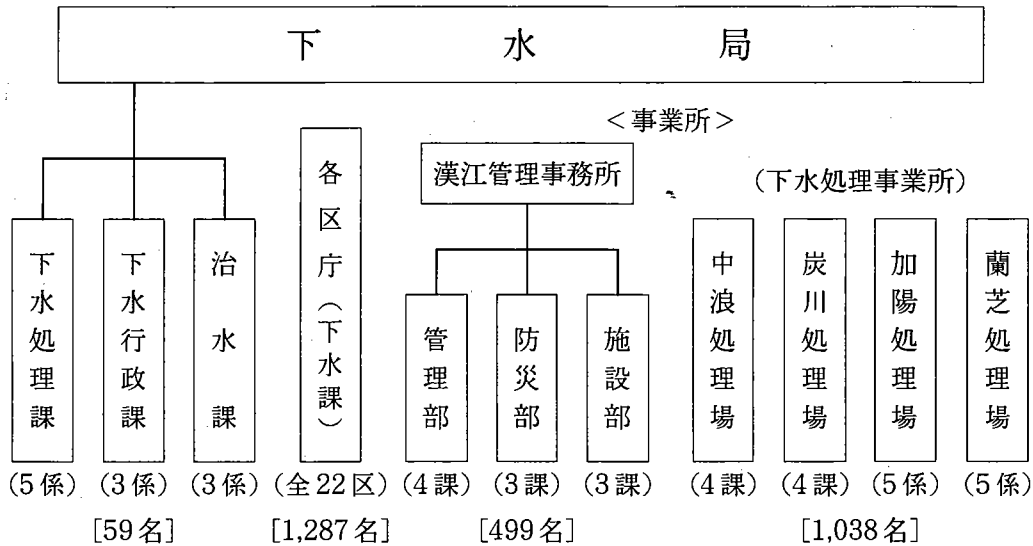 下水局
<事業所>
漢江管理事務所
(下水処理事業所)
下水処理課
下水行政課
治水課
各区庁(下水課)
管理部
防災部
施設部
中浪処理場
炭川処理場
加陽処理場
蘭芝処理場
(5係) (3係) (3係) (全22区) (4課) (3課) (3課) (4課) (4課) (5係) (5係)
[59名] [1,287名] [499名] [1,038名]